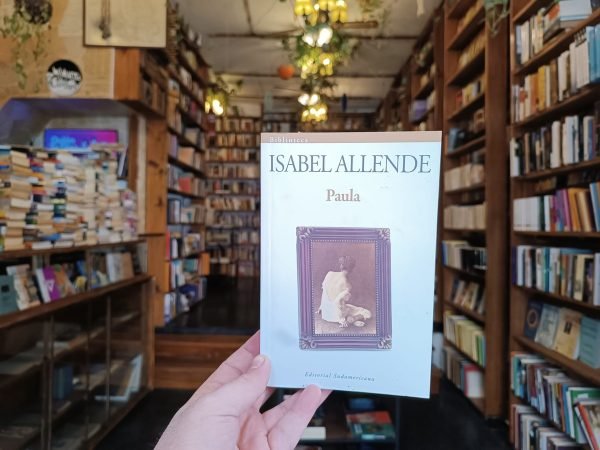 Biblioteca
ISABEL ALLENDE
Paula
Editorial Sudamericana